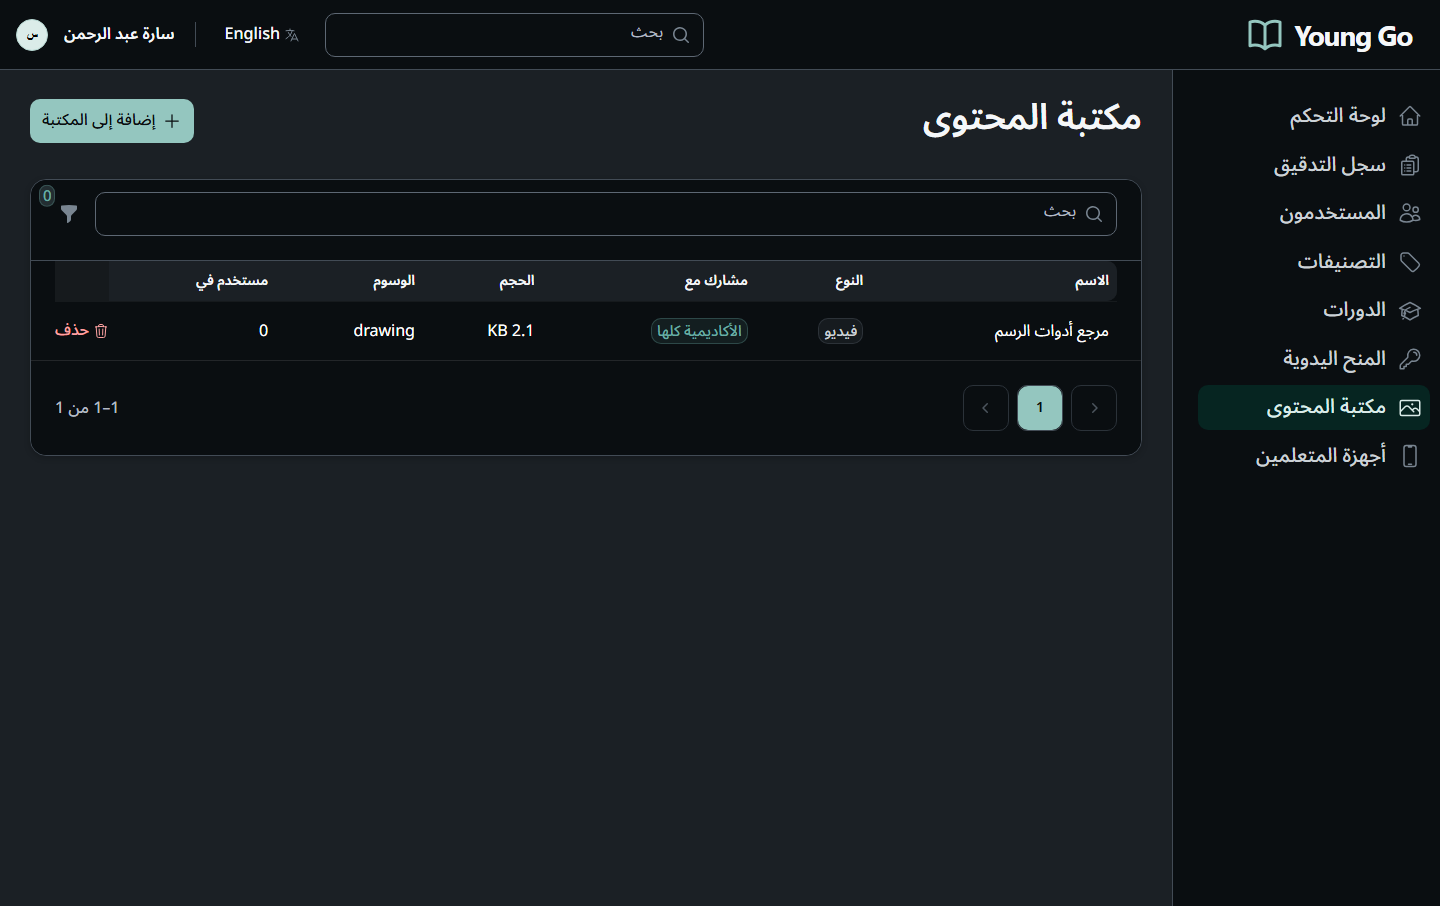 Young Go
بحث
English
سارة عبد الرحمن
س
لوحة التحكم
سجل التدقيق
المستخدمون
التصنيفات
الدورات
المنح اليدوية
مكتبة المحتوى
أجهزة المتعلمين
مكتبة المحتوى
إضافة إلى المكتبة
بحث
0
الاسم النوع مشارك مع الحجم الوسوم مستخدم في
مرجع أدوات الرسم فيديو الأكاديمية كلها 2.1 KB drawing 0 حذف
1
1–1 من 1